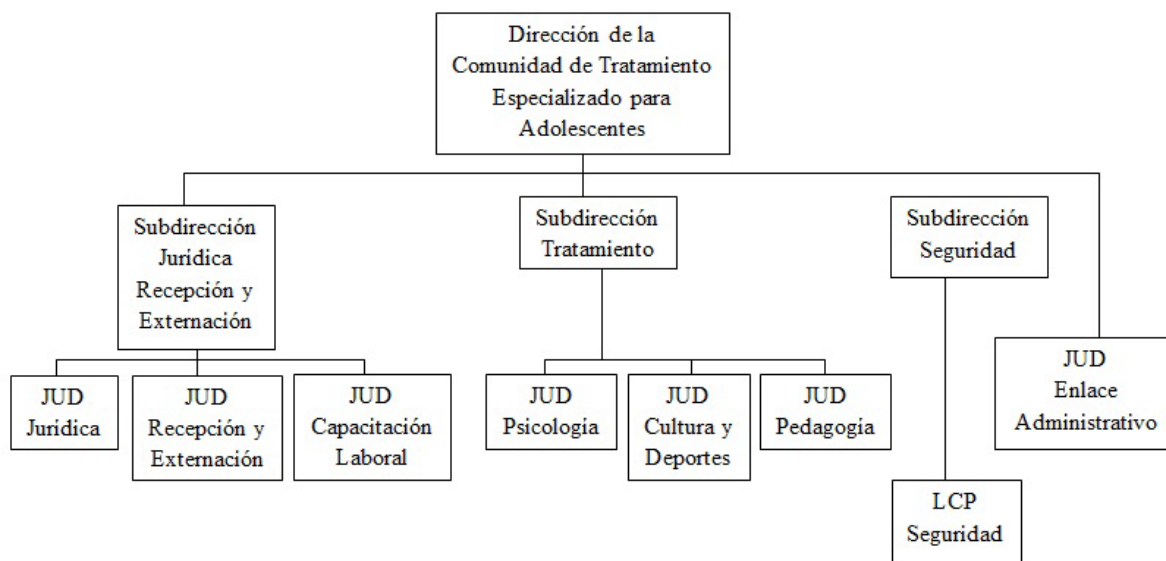 Dirección de la
Comunidad de Tratamiento
Especializado para
Adolescentes
Subdirección
Jurídica
Recepción y
Externación
Subdirección
Tratamiento
Subdirección
Seguridad
JUD
Jurídica
JUD
Recepción y
Externación
JUD
Capacitación
Laboral
JUD
Psicología
JUD
Cultura y
Deportes
JUD
Pedagogía
JUD
Enlace
Administrativo
LCP
Seguridad